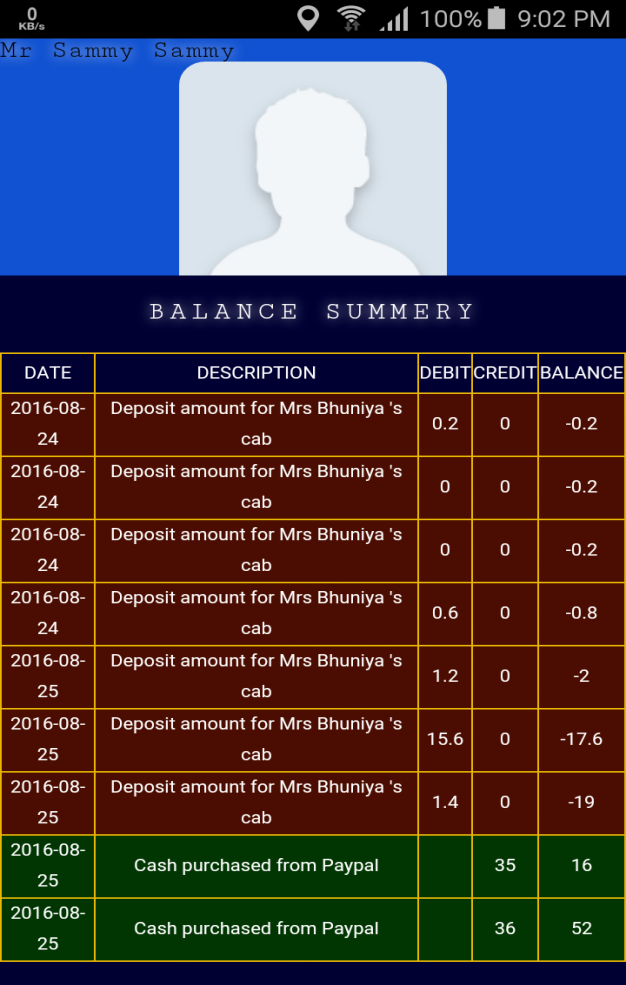 0
KB/s
100% 9:02 PM
Mr Sammy Sammy
BALANCE SUMMERY
DATE DESCRIPTION DEBIT CREDIT BALANCE
2016-08-24 Deposit amount for Mrs Bhuniya 's cab 0.2 0 -0.2
2016-08-24 Deposit amount for Mrs Bhuniya 's cab 0 0 -0.2
2016-08-24 Deposit amount for Mrs Bhuniya 's cab 0 0 -0.2
2016-08-24 Deposit amount for Mrs Bhuniya 's cab 0.6 0 -0.8
2016-08-25 Deposit amount for Mrs Bhuniya 's cab 1.2 0 -2
2016-08-25 Deposit amount for Mrs Bhuniya 's cab 15.6 0 -17.6
2016-08-25 Deposit amount for Mrs Bhuniya 's cab 1.4 0 -19
2016-08-25 Cash purchased from Paypal 35 16
2016-08-25 Cash purchased from Paypal 36 52